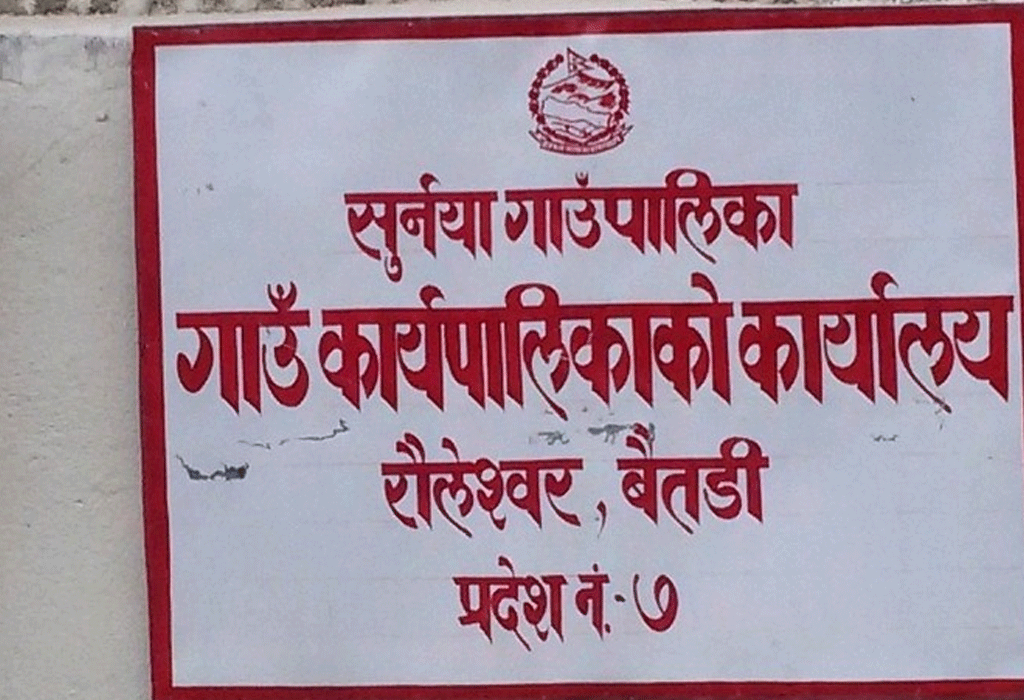 सुर्नया गाउँपालिका
गाउँ कार्यपालिकाको कार्यालय
रौलेश्वर, बैतडी
प्रदेश नं.-७